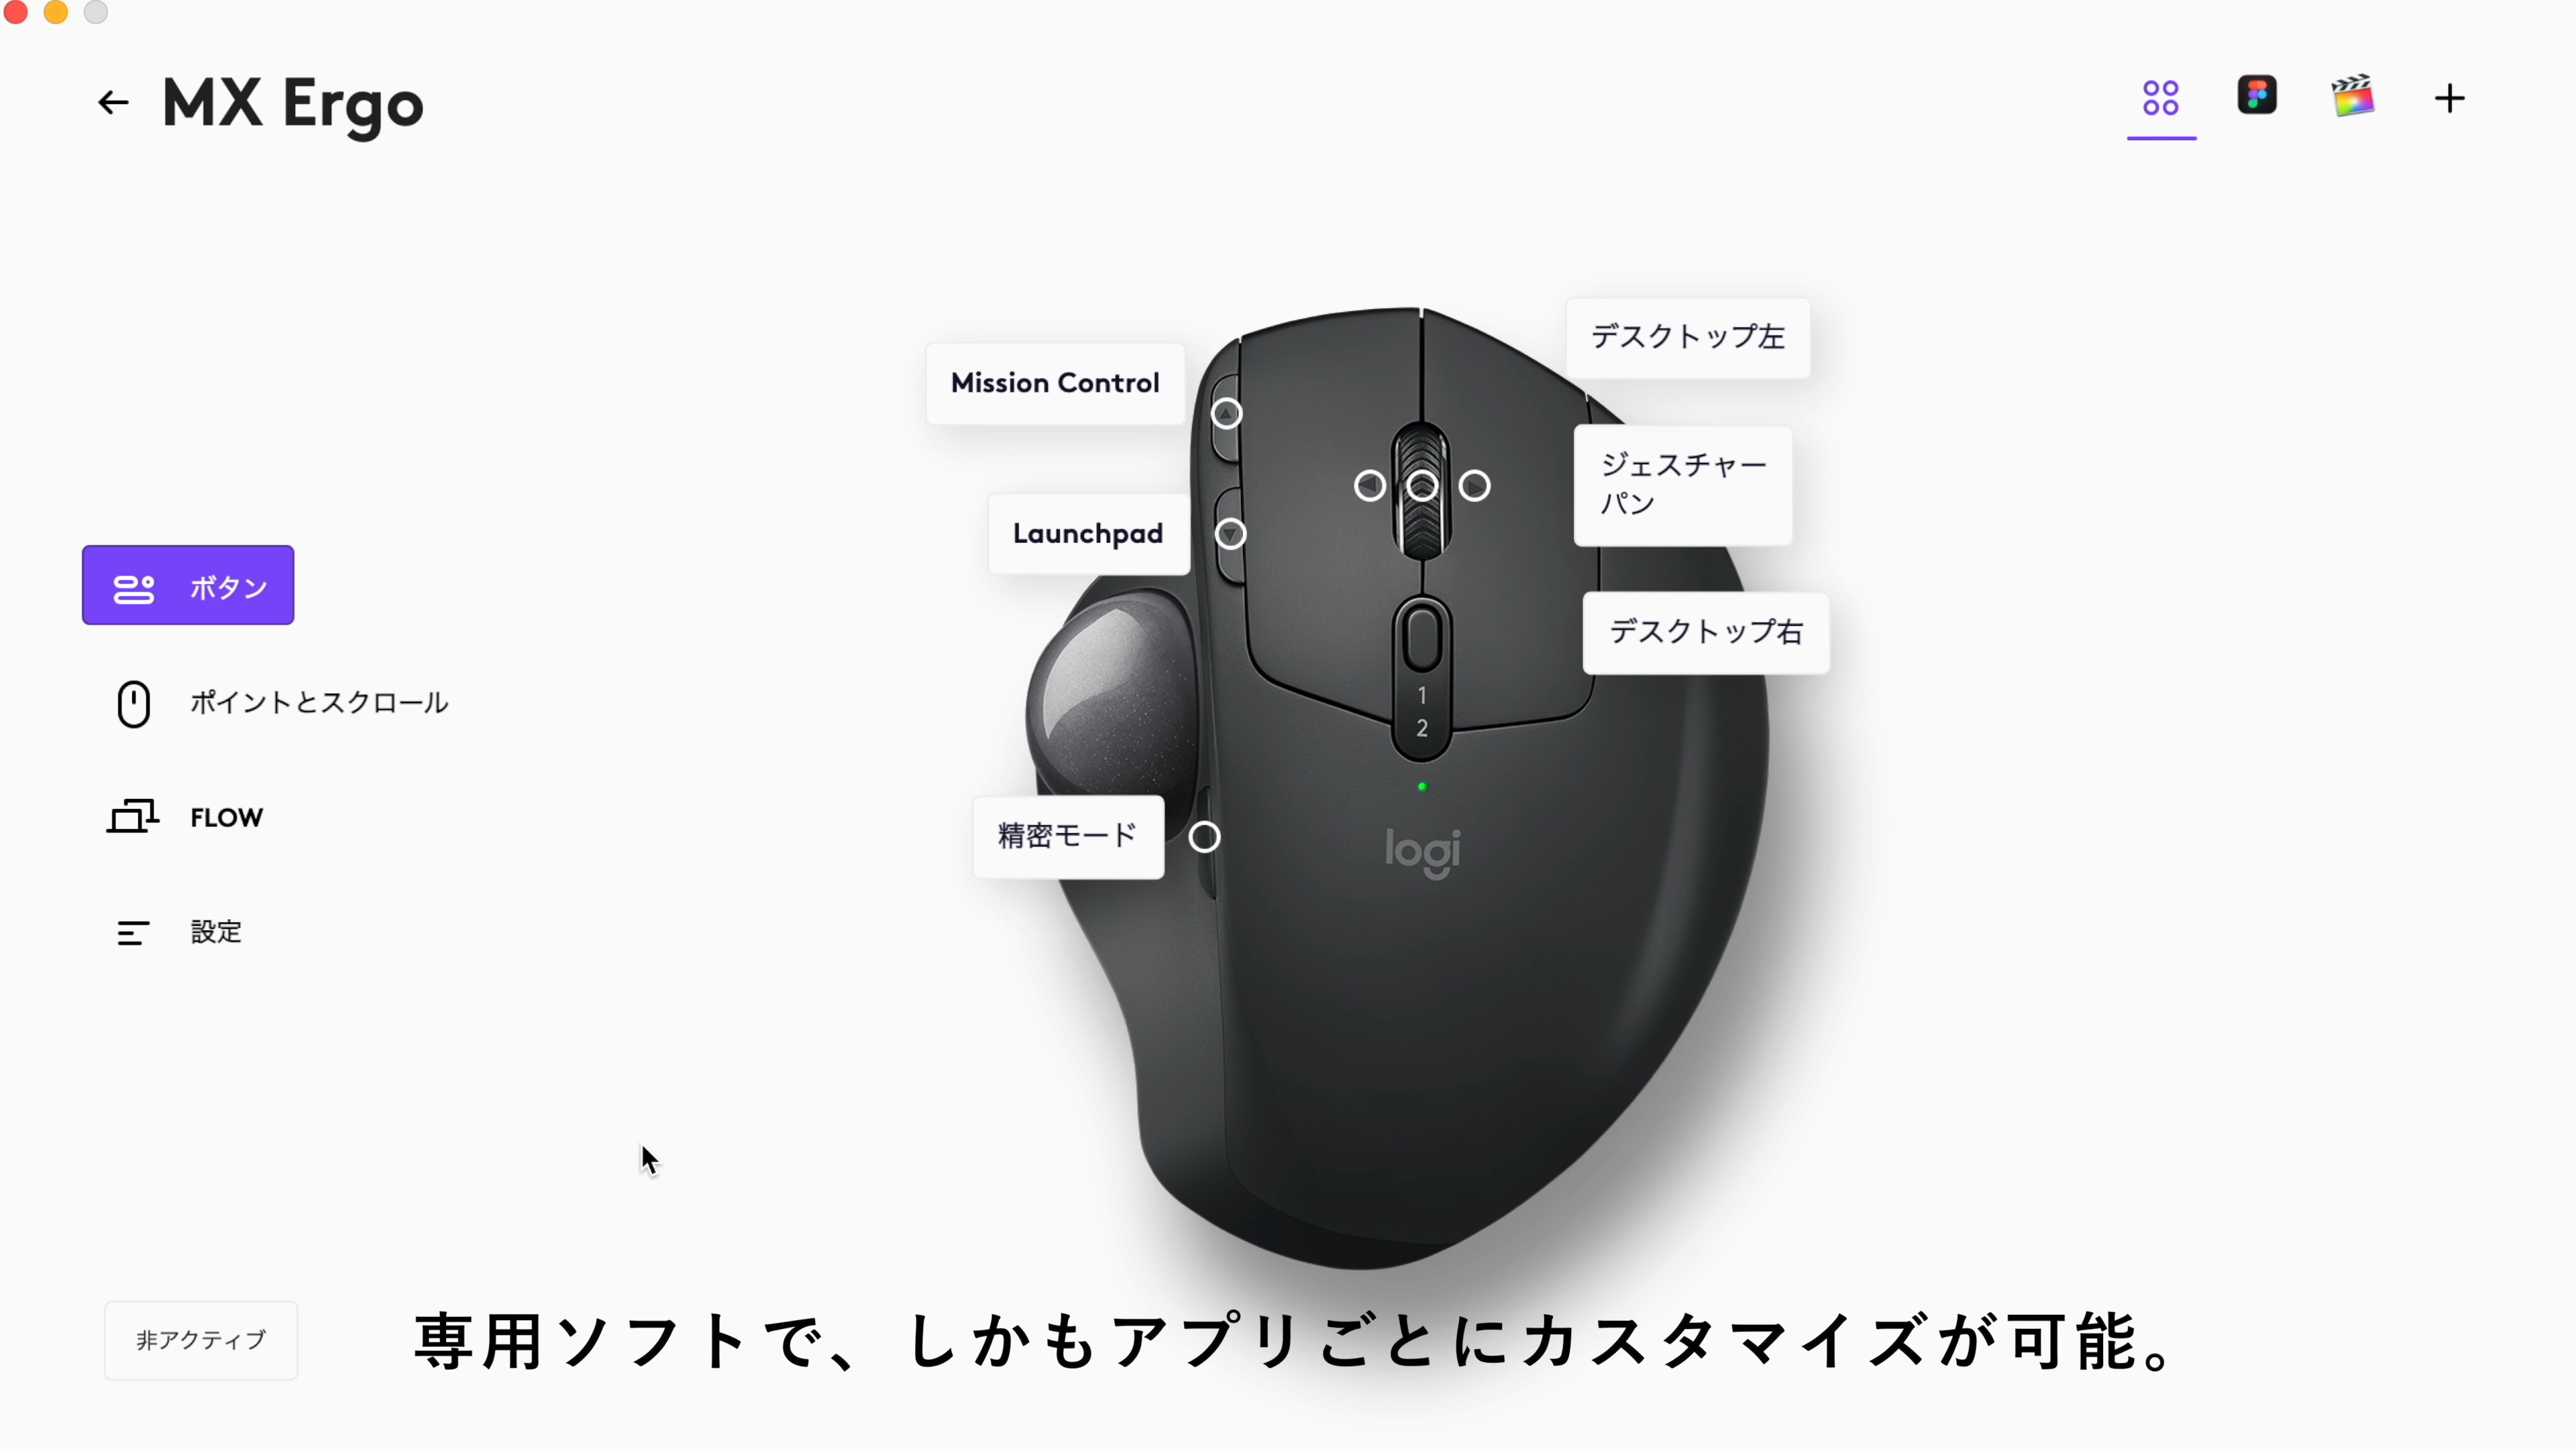 MX Ergo
Mission Control
デスクトップ左
ジェスチャー
パン
Launchpad
ボタン
デスクトップ右
ポイントとスクロール
1
2
FLOW
精密モード
logi
設定
非アクティブ
専用ソフトで、しかもアプリごとにカスタマイズが可能。